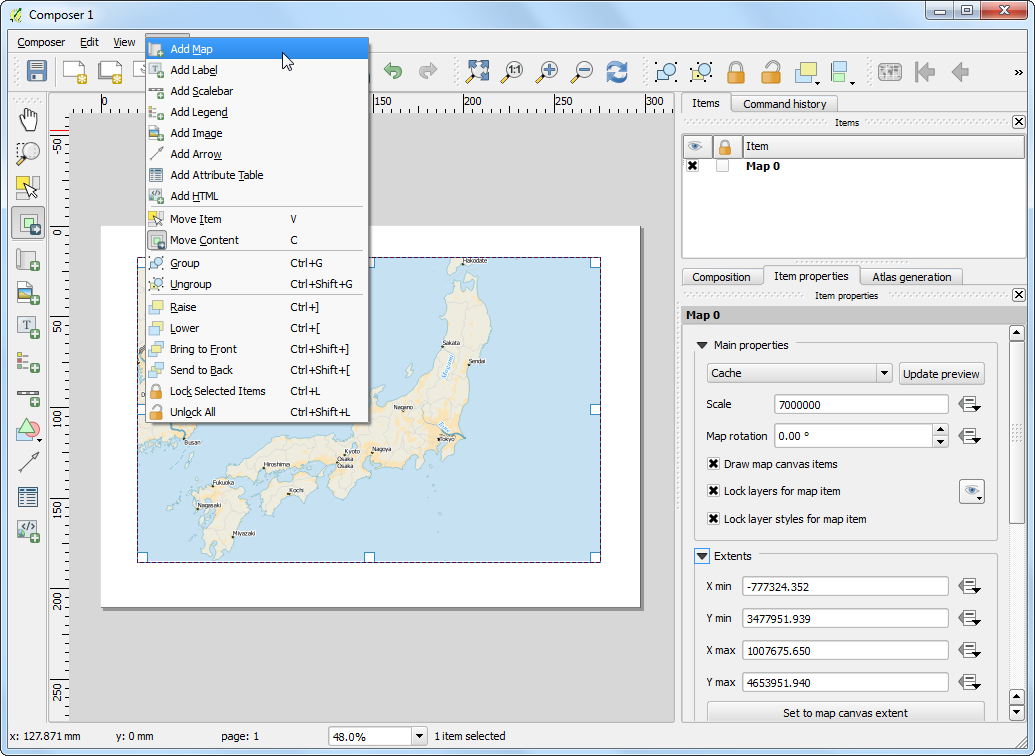 Composer 1
Composer Edit View
1:1
»
Add Map
Add Label
Add Scalebar
Add Legend
Add Image
Add Arrow
Add Attribute Table
Add HTML
Move Item V
Move Content C
Group Ctrl+G
Ungroup Ctrl+Shift+G
Raise Ctrl+]
Lower Ctrl+[
Bring to Front Ctrl+Shift+]
Send to Back Ctrl+Shift+[
Lock Selected Items Ctrl+L
Unlock All Ctrl+Shift+L
0 150 200 250 300
-50
0
50
100
150
200
250
Hakodate
Sakata
Mogami
Sendai
Nagano
Tokyo
Nagoya
Kyoto
Osaka
Osaka
Busan
Hiroshima
Kochi
Fukuoka
Nagasaki
Miyazaki
Items Command history
Items
Item
Map 0
Composition Item properties Atlas generation
Item properties
Map 0
Main properties
Cache Update preview
Scale 7000000
Map rotation 0.00 °
Draw map canvas items
Lock layers for map item
Lock layer styles for map item
Extents
X min -777324.352
Y min 3477951.939
X max 1007675.650
Y max 4653951.940
Set to map canvas extent
x: 127.871 mm y: 0 mm page: 1 48.0% 1 item selected